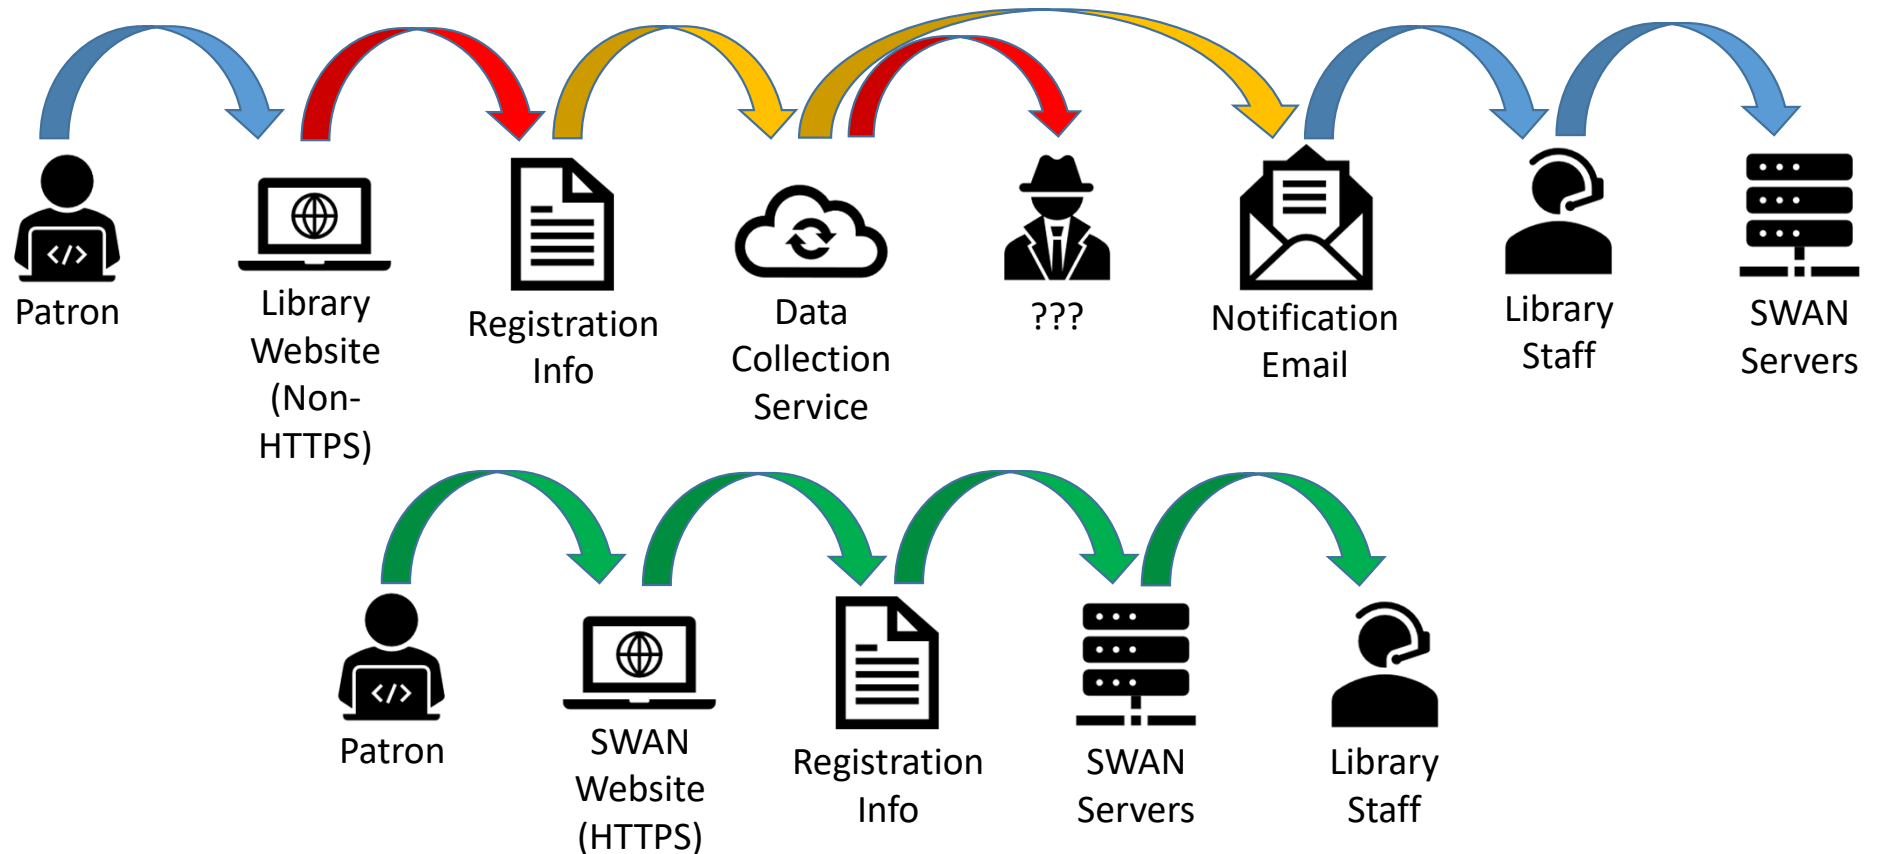 Patron
Library
Website
(Non-
HTTPS)
Registration
Info
Data
Collection
Service
???
Notification
Email
Library
Staff
SWAN
Servers
Patron
SWAN
Website
(HTTPS)
Registration
Info
SWAN
Servers
Library
Staff